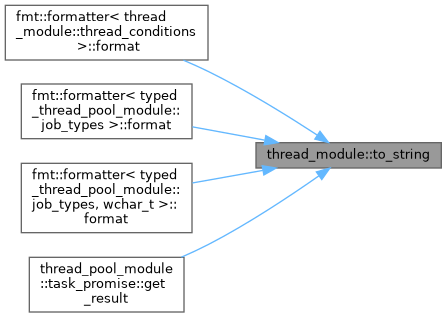 fmt::formatter< thread
_module::thread_conditions
>::format
fmt::formatter< typed
_thread_pool_module::
job_types >::format
thread_module::to_string
fmt::formatter< typed
_thread_pool_module::
job_types, wchar_t >::
format
thread_pool_module
::task_promise::get
_result